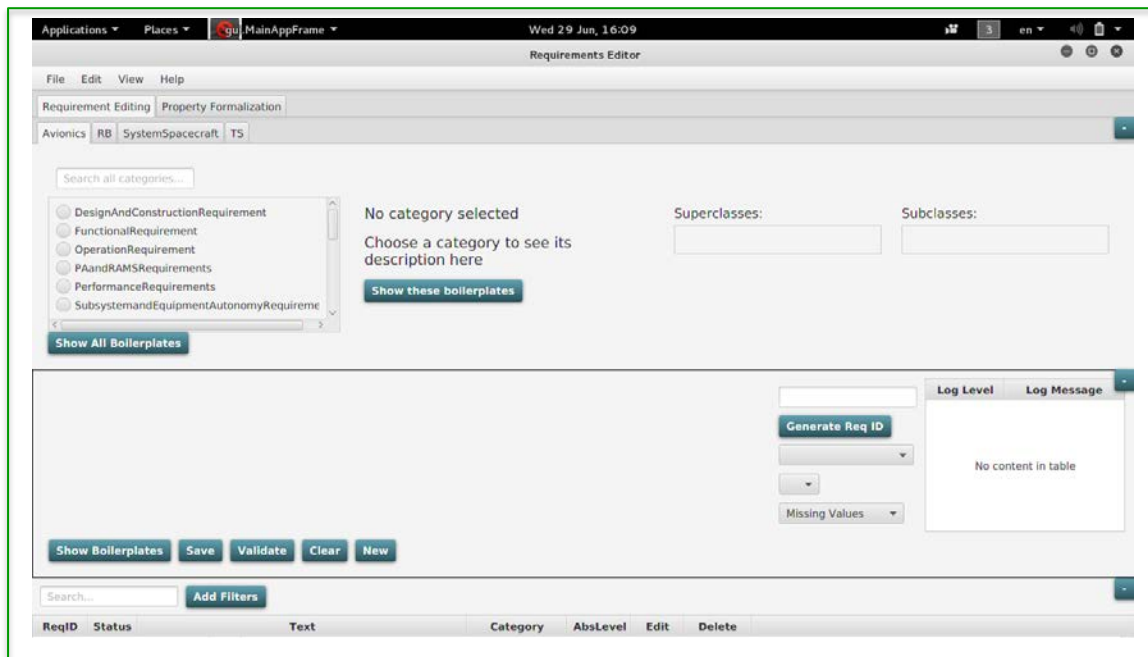 Applications Places gui.MainAppFrame Wed 29 Jun, 16:09 3 en
Requirements Editor
File Edit View Help
Requirement Editing Property Formalization
Avionics RB SystemSpacecraft TS
Search all categories...
DesignAndConstructionRequirement
FunctionalRequirement
OperationRequirement
PAandRAMSRequirements
PerformanceRequirements
SubsystemandEquipmentAutonomyRequireme
Show All Boilerplates
No category selected
Choose a category to see its
description here
Show these boilerplates
Superclasses:
Subclasses:
Generate Req ID
Missing Values
Log Level Log Message
No content in table
Show Boilerplates Save Validate Clear New
Search... Add Filters
ReqID Status Text Category AbsLevel Edit Delete